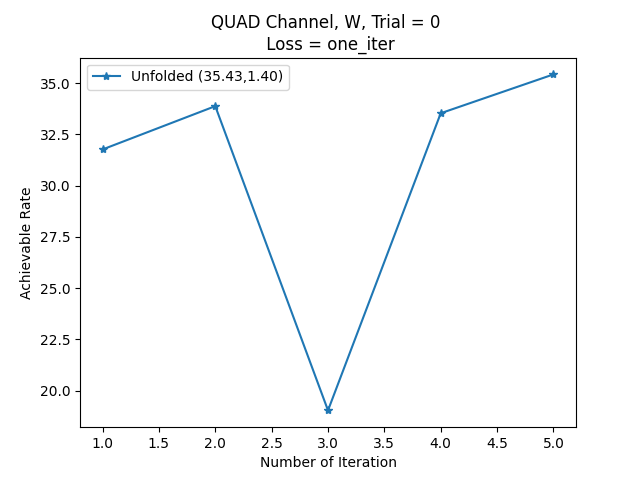 QUAD Channel, W, Trial = 0
Loss = one_iter
Unfolded (35.43,1.40)
Achievable Rate
35.0
32.5
30.0
27.5
25.0
22.5
20.0
1.0 1.5 2.0 2.5 3.0 3.5 4.0 4.5 5.0
Number of Iteration